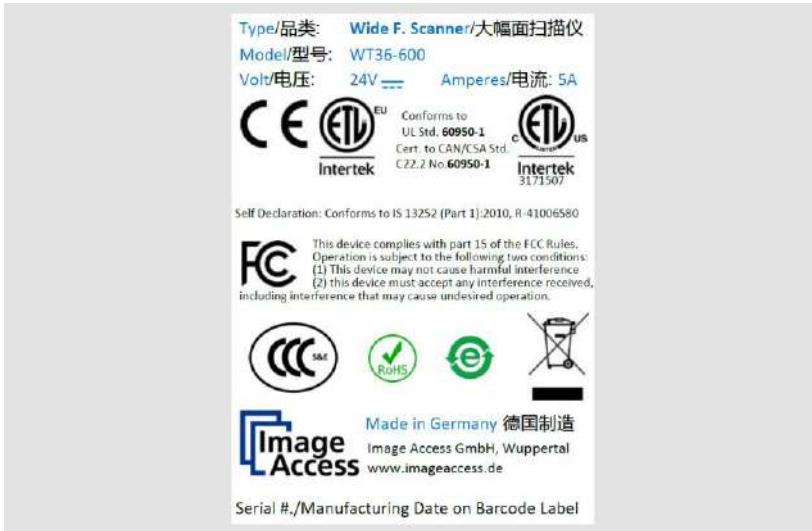 Type/品类: Wide F. Scanner/大幅面扫描仪
Model/型号: WT36-600
Volt/电压: 24V Amperes/电流: 5A
CE ETL EU Conforms to UL Std. 60950-1 Cert. to CAN/CSA Std. C22.2 No.60950-1 C ETL US
Intertek Intertek
3171507
Self Declaration: Conforms to IS 13252 (Part 1):2010, R-41006580
FC This device complies with part 15 of the FCC Rules.
Operation is subject to the following two conditions:
(1) This device may not cause harmful interference
(2) this device must accept any interference received,
including interference that may cause undesired operation.
CCC S&E RoHS e
Image Access
Made in Germany 德国制造
Image Access GmbH, Wuppertal
www.imageaccess.de
Serial #./Manufacturing Date on Barcode Label